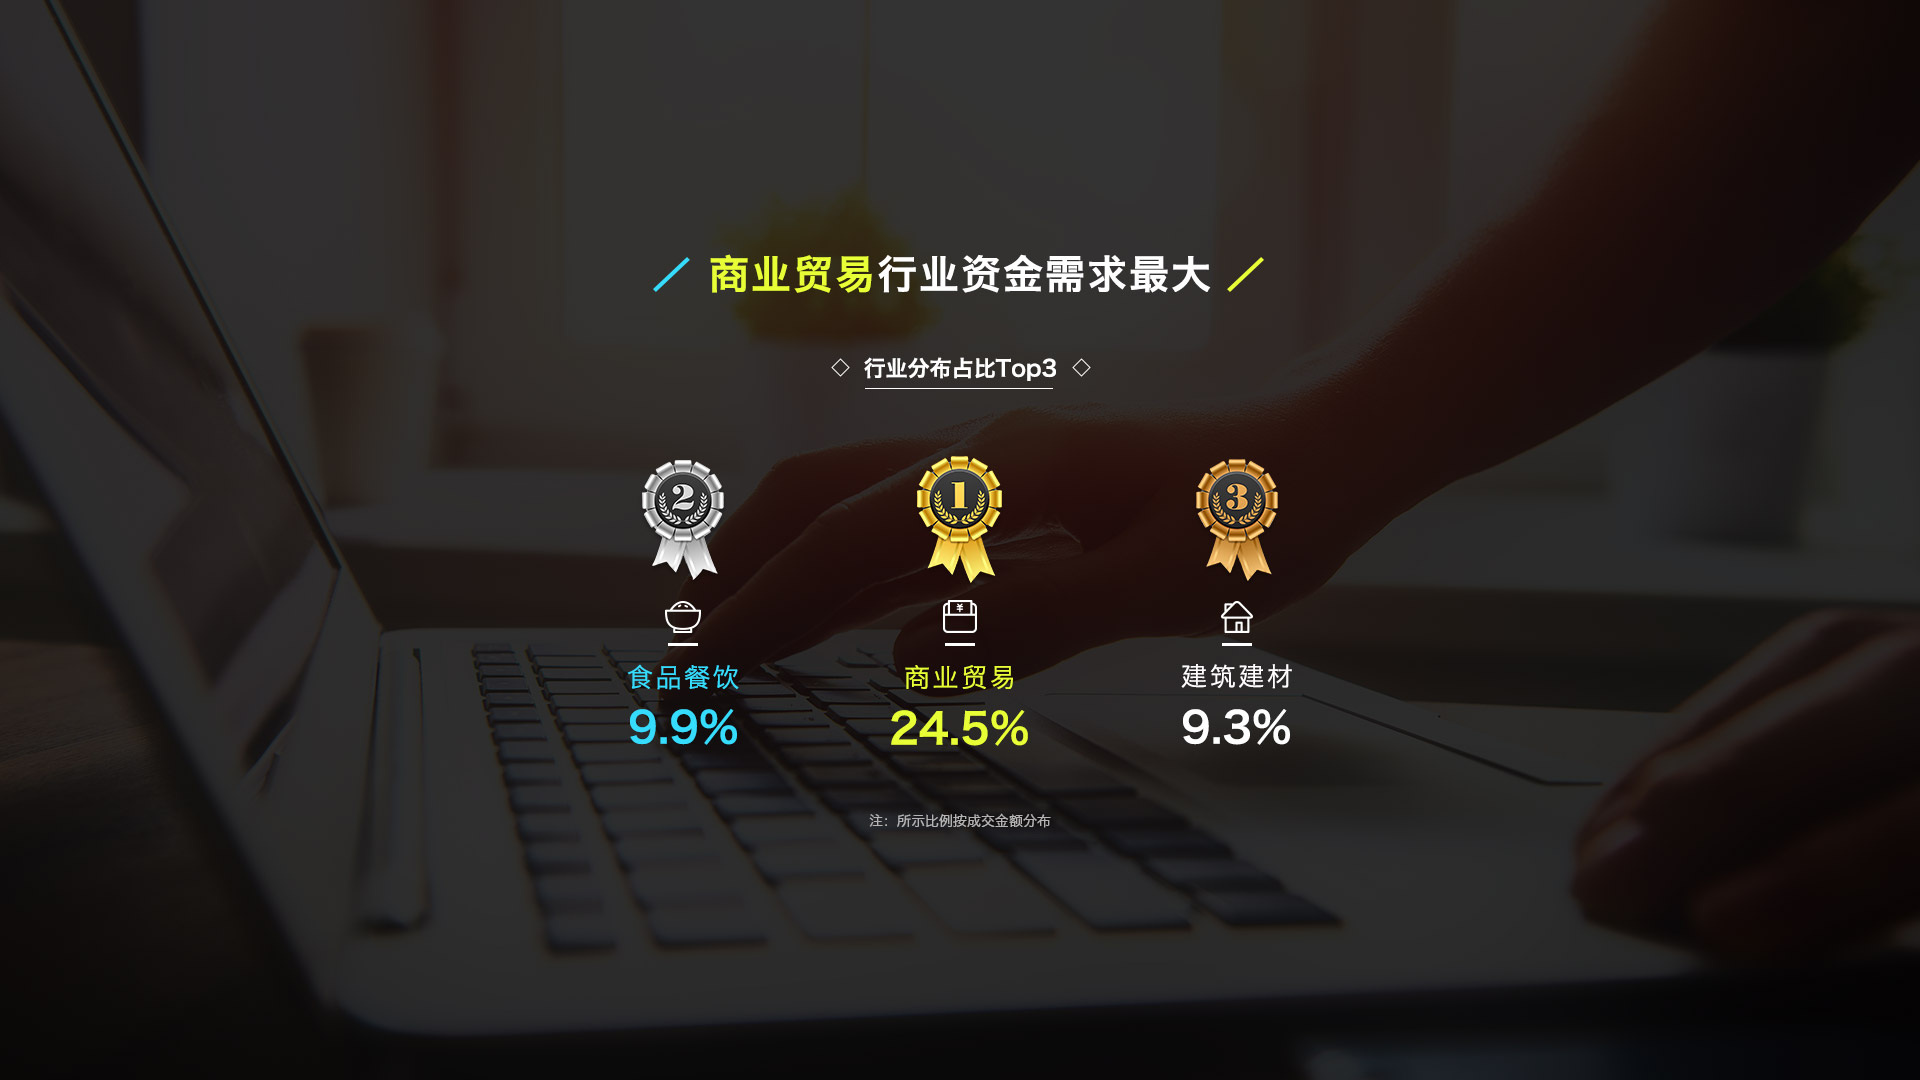 商业贸易行业资金需求最大
行业分布占比Top3
2
1
3
¥
食品餐饮
商业贸易
建筑建材
9.9%
24.5%
9.3%
注：所示比例按成交金额分布